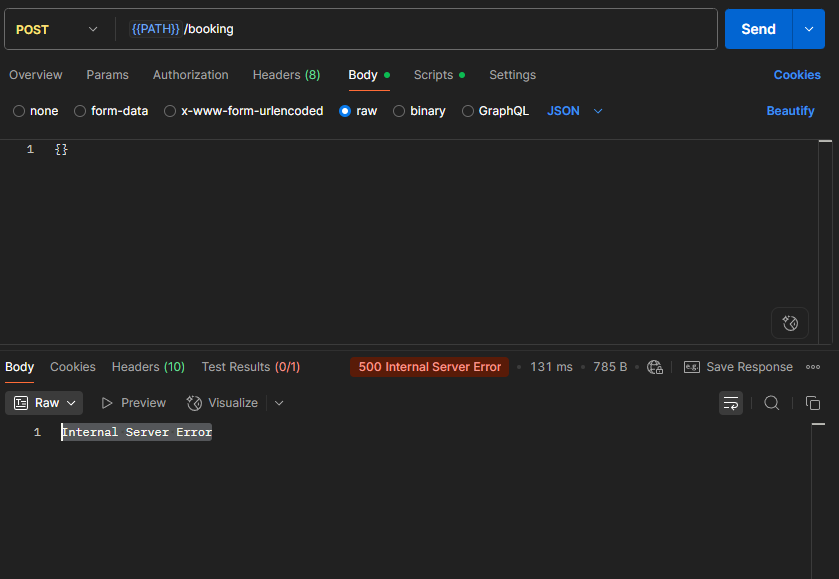 POST {{PATH}} /booking Send
Overview Params Authorization Headers (8) Body Scripts Settings Cookies
none form-data x-www-form-urlencoded raw binary GraphQL JSON Beautify
1 {}
Body Cookies Headers (10) Test Results (0/1) 500 Internal Server Error 131 ms 785 B e.g. Save Response
Raw Preview Visualize
1 Internal Server Error